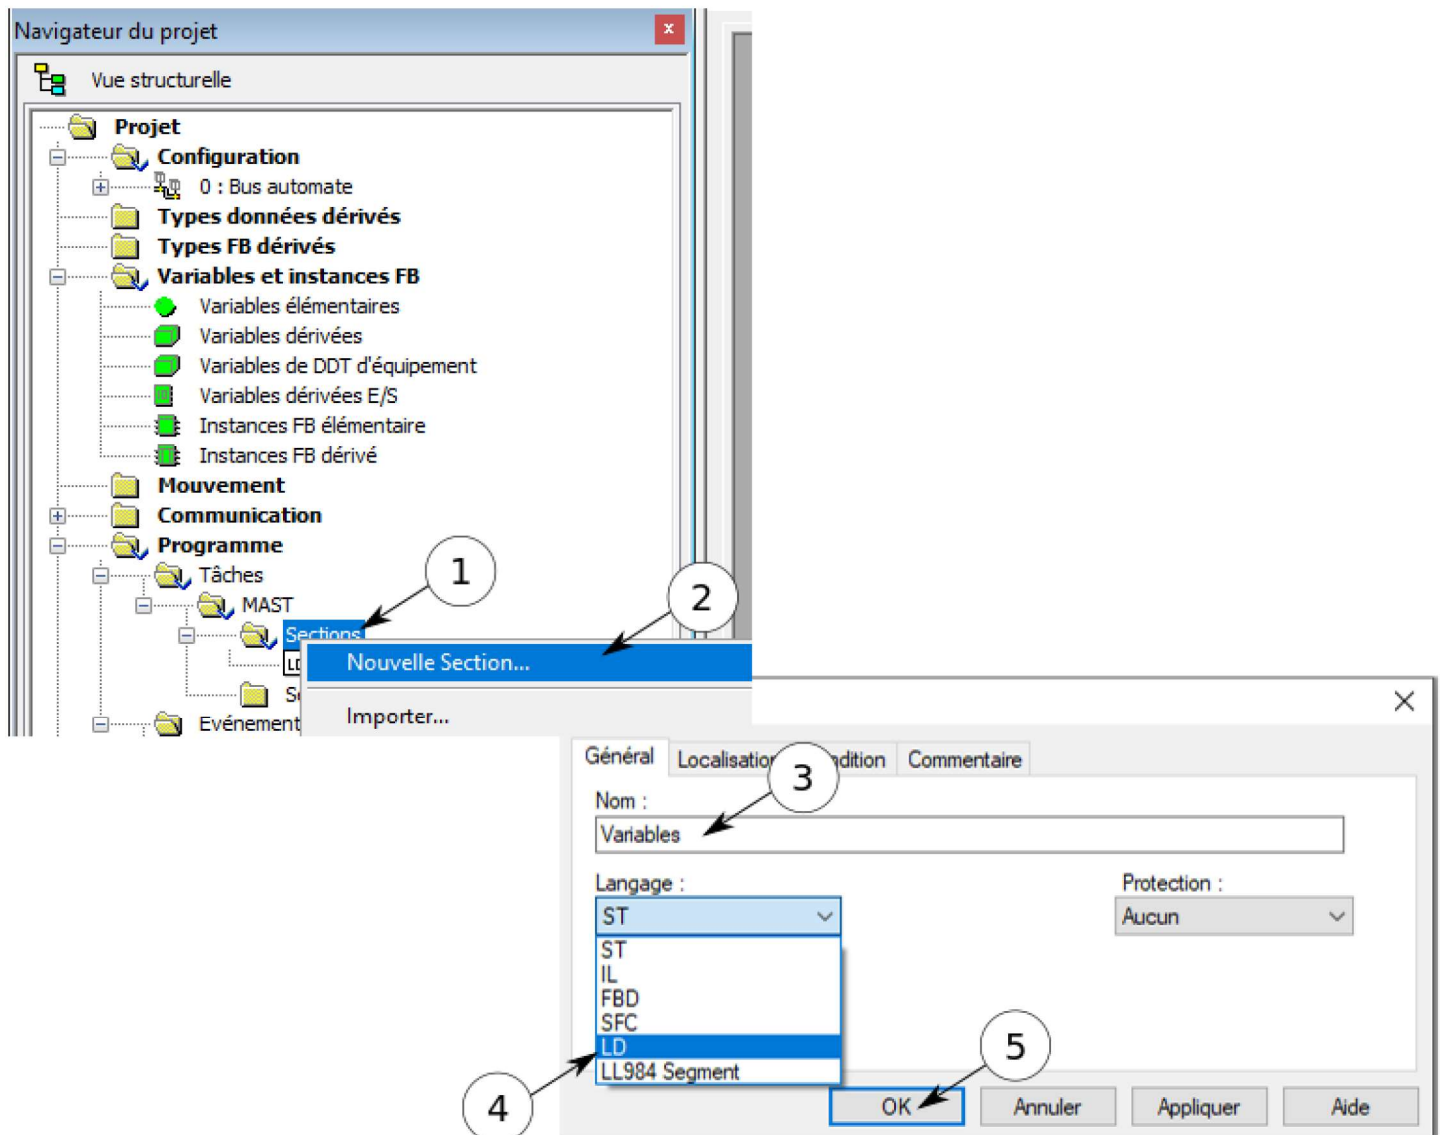 Navigateur du projet
x
Vue structurelle
Projet
Configuration
0 : Bus automate
Types données dérivés
Types FB dérivés
Variables et instances FB
Variables élémentaires
Variables dérivées
Variables de DDT d'équipement
Variables dérivées E/S
Instances FB élémentaire
Instances FB dérivé
Mouvement
Communication
Programme
Tâches
1
MAST
2
Sections
Nouvelle Section...
Importer...
Evénement
Général
Commentaire
3
Nom :
Variables
Langage :
Protection :
ST
Aucun
ST
IL
FBD
SFC
LD
LL984 Segment
4
5
OK
Annuler
Appliquer
Aide